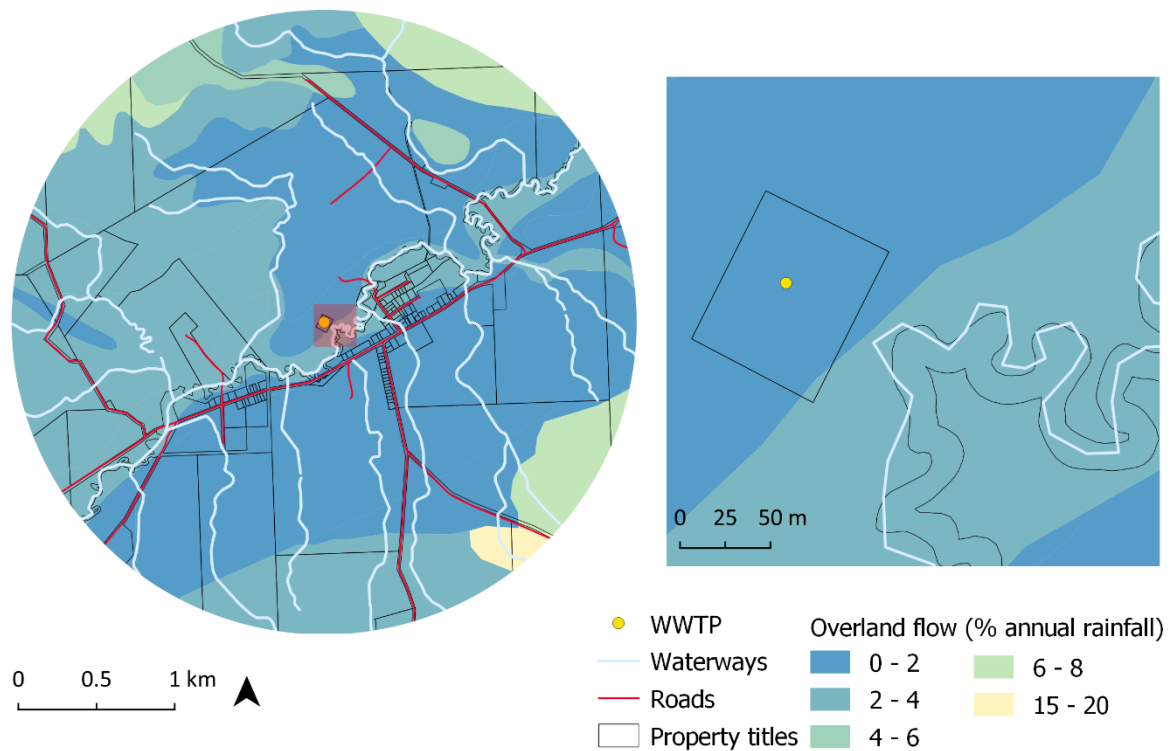 0 25 50 m
0 0.5 1 km
WWTP
Waterways
Roads
Property titles
Overland flow (% annual rainfall)
0 - 2
2 - 4
4 - 6
6 - 8
15 - 20